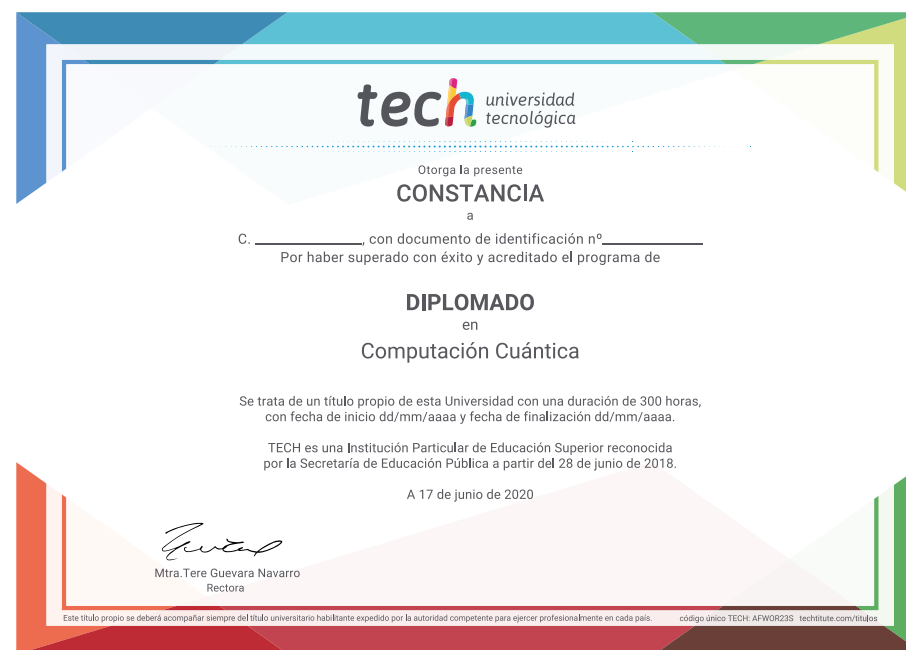 tech universidad
tecnológica
Otorga la presente
CONSTANCIA
a
C. ____________, con documento de identificación nº____________
Por haber superado con éxito y acreditado el programa de
DIPLOMADO
en
Computación Cuántica
Se trata de un título propio de esta Universidad con una duración de 300 horas,
con fecha de inicio dd/mm/aaaa y fecha de finalización dd/mm/aaaa.
TECH es una Institución Particular de Educación Superior reconocida
por la Secretaría de Educación Pública a partir del 28 de junio de 2018.
A 17 de junio de 2020
Mtra.Tere Guevara Navarro
Rectora
Este título propio se deberá acompañar siempre del título universitario habilitante expedido por la autoridad competente para ejercer profesionalmente en cada país. código único TECH: AFWOR23S techtitute.com/titulos